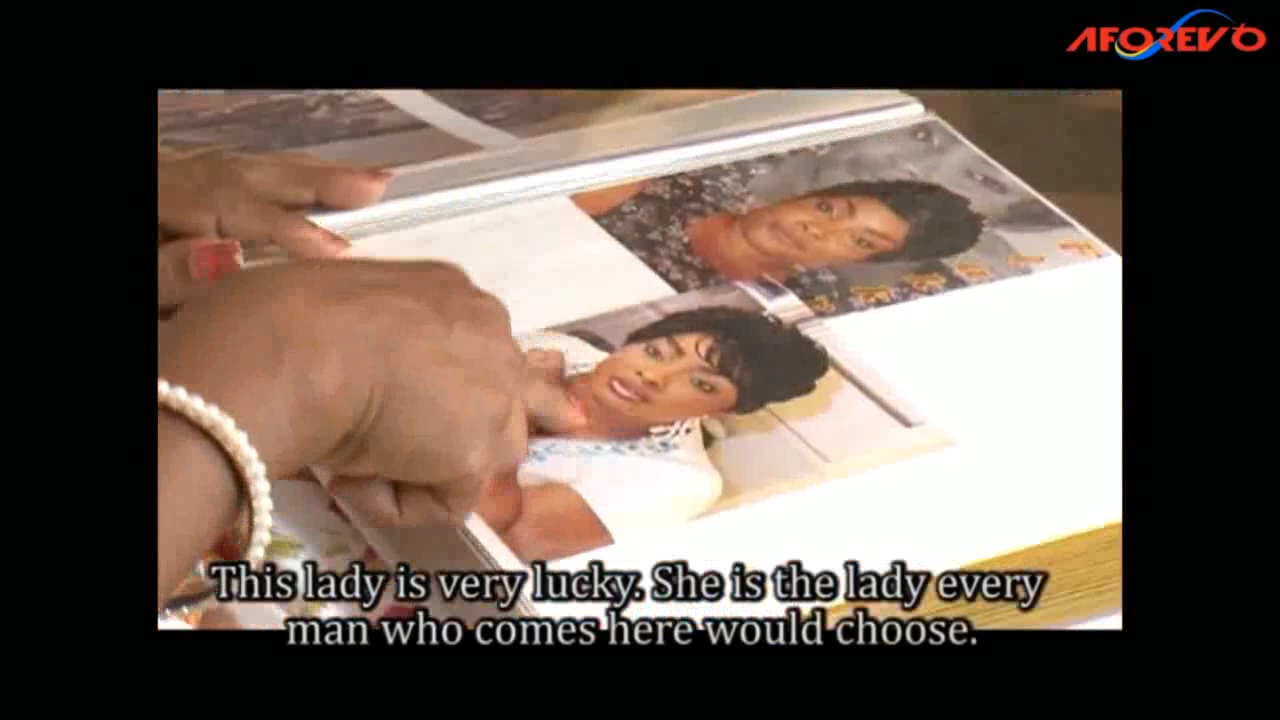 AFOREVO
This lady is very lucky. She is the lady every
man who comes here would choose.